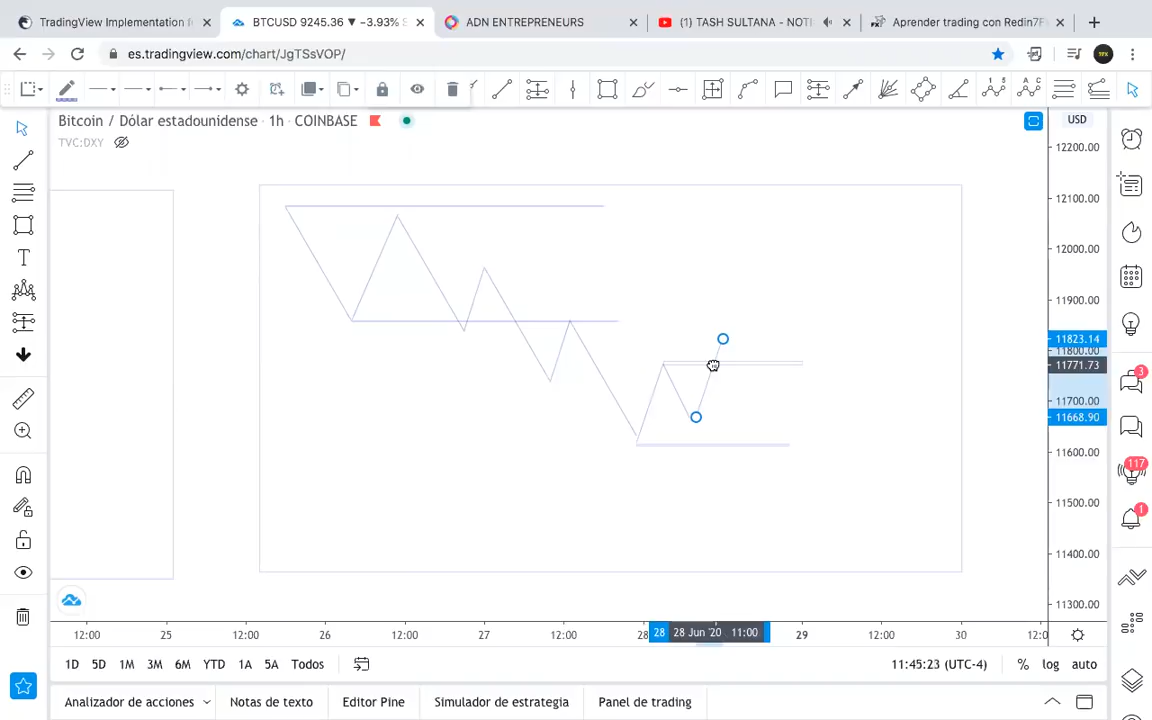 TradingView Implementation f
BTCUSD 9245.36 ▼ −3.93% S
ADN ENTREPRENEURS
(1) TASH SULTANA - NOTI
Aprender trading con Redin7F
es.tradingview.com/chart/JgTSsVOP/
Bitcoin / Dólar estadounidense · 1h · COINBASE
TVC:DXY
USD
12200.00
12100.00
12000.00
11900.00
11823.14
11800.00
11771.73
11700.00
11668.90
11600.00
11500.00
11400.00
11300.00
3
117
1
12:00 25 12:00 26 12:00 27 12:00 28 28 28 Jun '20 11:00 29 12:00 30 12:0
1D 5D 1M 3M 6M YTD 1A 5A Todos 11:45:23 (UTC-4) % log auto
Analizador de acciones Notas de texto Editor Pine Simulador de estrategia Panel de trading